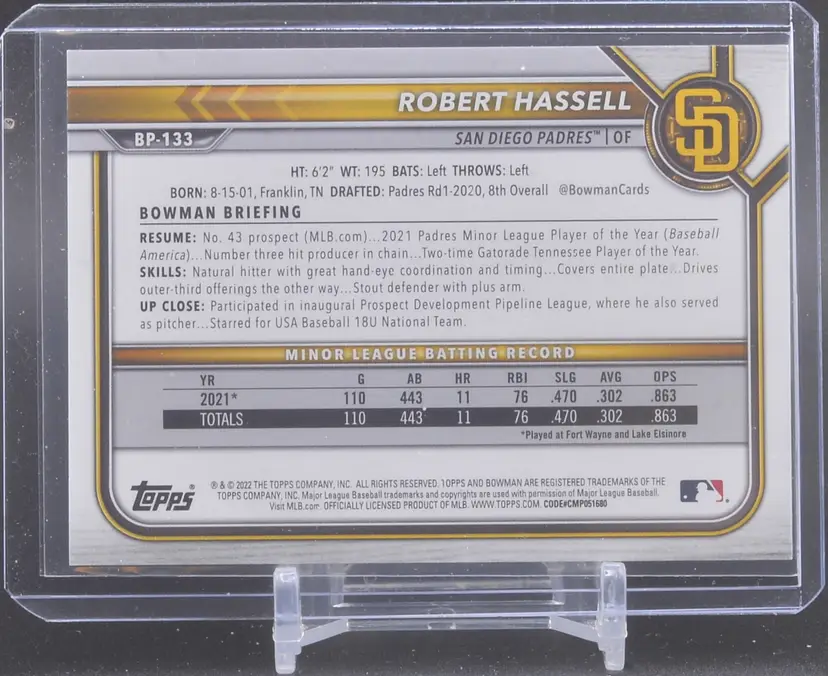 ROBERT HASSELL
SD
BP-133
SAN DIEGO PADRES™ | OF
HT: 6'2" WT: 195 BATS: Left THROWS: Left
BORN: 8-15-01, Franklin, TN DRAFTED: Padres Rd1-2020, 8th Overall @BowmanCards
BOWMAN BRIEFING
RESUME: No. 43 prospect (MLB.com)...2021 Padres Minor League Player of the Year (Baseball
America)...Number three hit producer in chain...Two-time Gatorade Tennessee Player of the Year.
SKILLS: Natural hitter with great hand-eye coordination and timing...Covers entire plate...Drives
outer-third offerings the other way...Stout defender with plus arm.
UP CLOSE: Participated in inaugural Prospect Development Pipeline League, where he also served
as pitcher...Starred for USA Baseball 18U National Team.
MINOR LEAGUE BATTING RECORD
YR G AB HR RBI SLG AVG OPS
2021* 110 443 11 76 .470 .302 .863
TOTALS 110 443 11 76 .470 .302 .863
*Played at Fort Wayne and Lake Elsinore
Topps®
® & © 2022 THE TOPPS COMPANY, INC. ALL RIGHTS RESERVED. TOPPS AND BOWMAN ARE REGISTERED TRADEMARKS OF THE
TOPPS COMPANY, INC. Major League Baseball trademarks and copyrights are used with permission of Major League Baseball.
Visit MLB.com. OFFICIALLY LICENSED PRODUCT OF MLB. WWW.TOPPS.COM. CODE#CMP051680